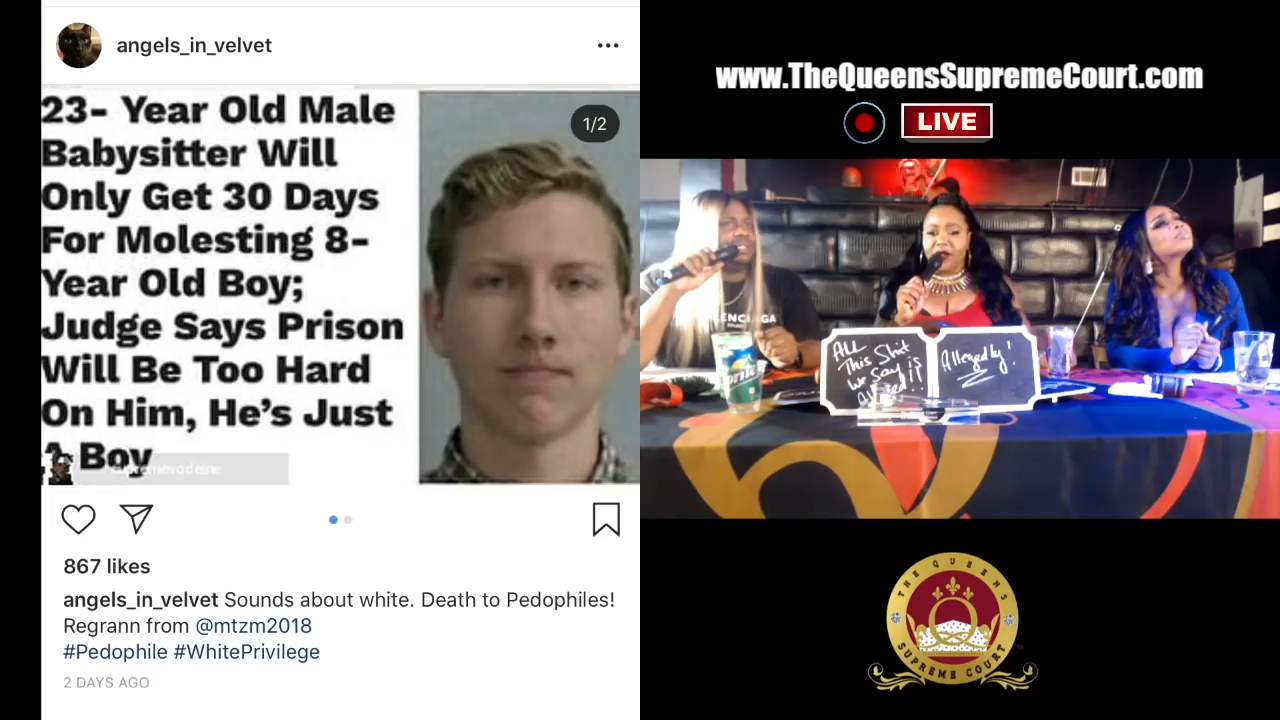 angels_in_velvet
23- Year Old Male
Babysitter Will
Only Get 30 Days
For Molesting 8-
Year Old Boy;
Judge Says Prison
Will Be Too Hard
On Him, He's Just
A Boy
1/2
867 likes
angels_in_velvet Sounds about white. Death to Pedophiles!
Regrann from @mtzm2018
#Pedophile #WhitePrivilege
2 DAYS AGO
www.TheQueensSupremeCourt.com
LIVE
ALL
This Shit
We Say is
Allegedly!
Sprite
THE QUEENS
SUPREME COURT